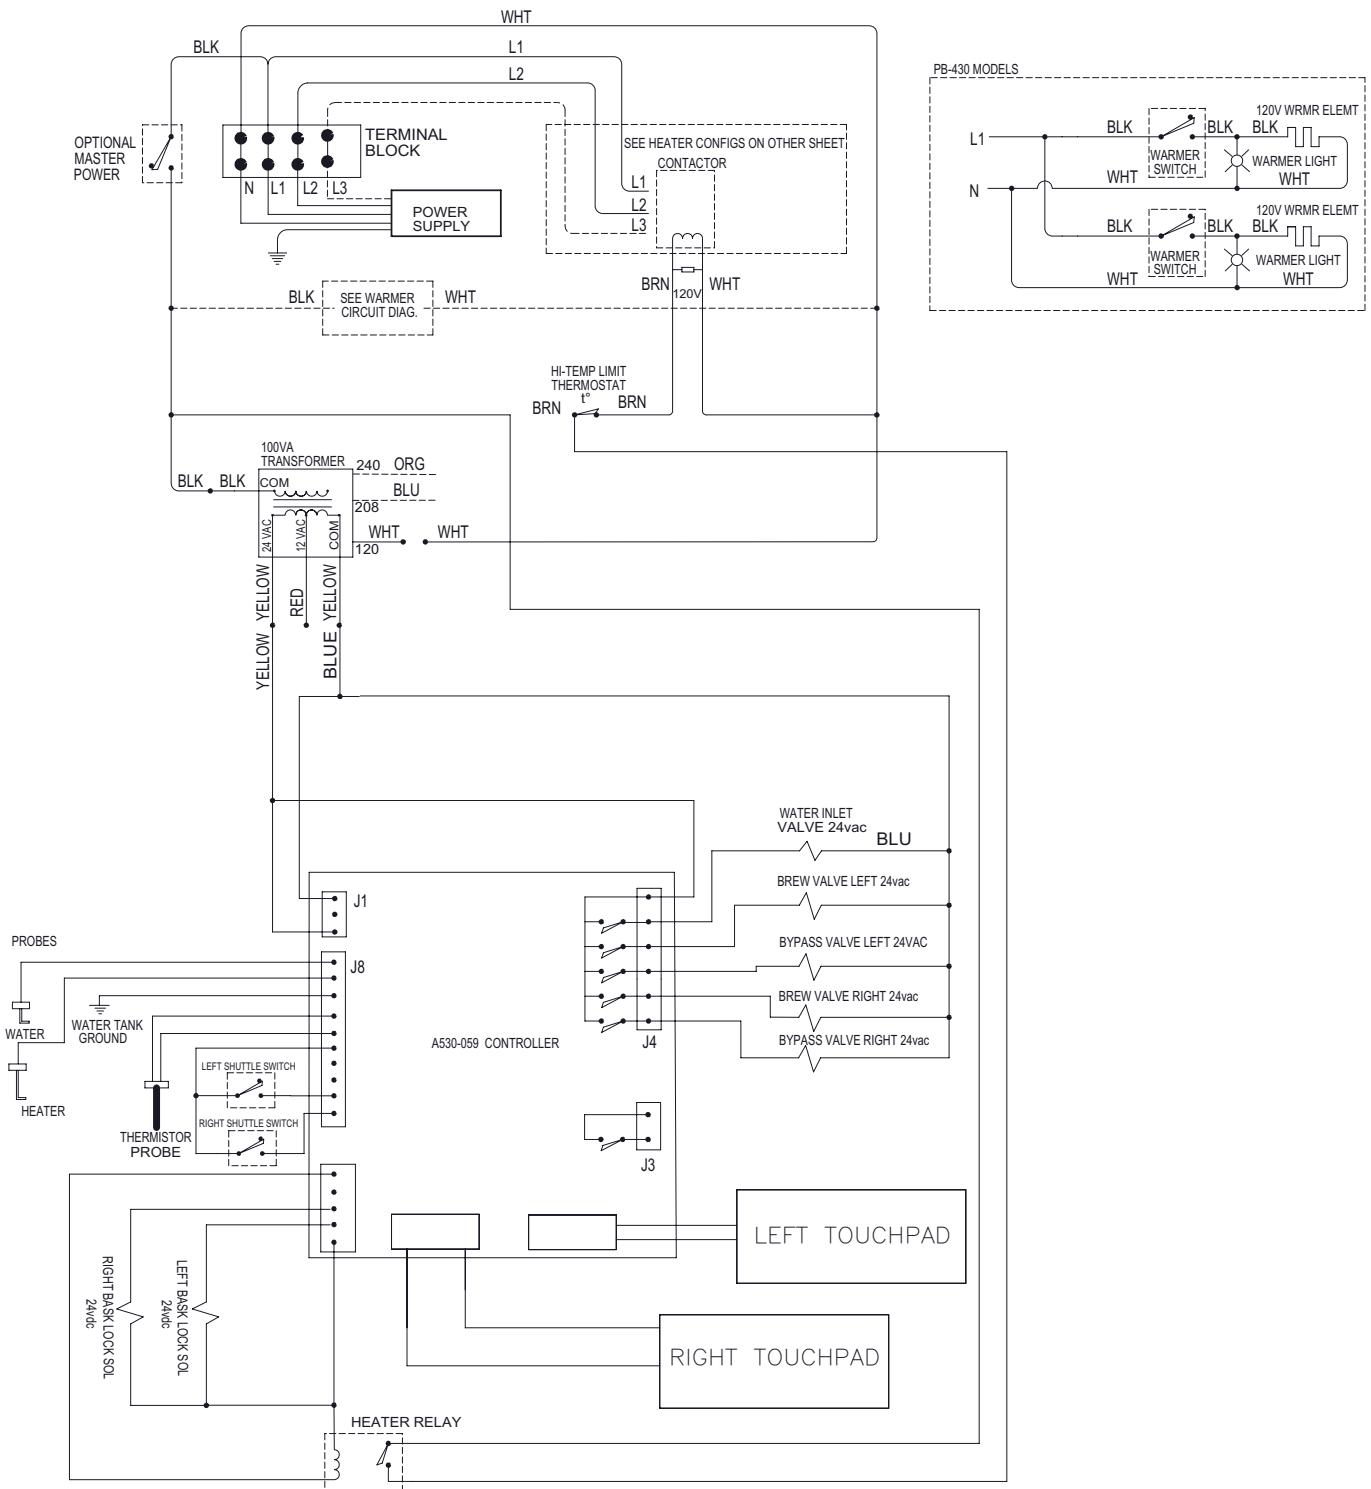 WHT
BLK
L1
L2
PB-430 MODELS
OPTIONAL
MASTER
POWER
TERMINAL
BLOCK
N
L1
L2
L3
POWER
SUPPLY
SEE HEATER CONFIGS ON OTHER SHEET
CONTACTOR
L1
L2
L3
BRN
120V
WHT
L1
BLK
BLK
BLK
120V WRMR ELEMT
WARMER
SWITCH
WARMER LIGHT
N
WHT
WHT
BLK
BLK
BLK
120V WRMR ELEMT
WARMER
SWITCH
WARMER LIGHT
WHT
WHT
BLK
SEE WARMER
CIRCUIT DIAG.
WHT
HI-TEMP LIMIT
THERMOSTAT
t°
BRN
BRN
100VA
TRANSFORMER
240
ORG
BLU
208
BLK
BLK
COM
24 VAC
12 VAC
COM
120
WHT
WHT
YELLOW
RED
YELLOW
YELLOW
BLUE
WATER INLET
VALVE 24vac
BLU
BREW VALVE LEFT 24vac
BYPASS VALVE LEFT 24VAC
BREW VALVE RIGHT 24vac
BYPASS VALVE RIGHT 24vac
J1
J8
J4
J3
A530-059 CONTROLLER
PROBES
WATER
WATER TANK
GROUND
HEATER
THERMISTOR
PROBE
LEFT SHUTTLE SWITCH
RIGHT SHUTTLE SWITCH
RIGHT BASK LOCK SOL
24vdc
LEFT BASK LOCK SOL
24vdc
LEFT TOUCHPAD
RIGHT TOUCHPAD
HEATER RELAY